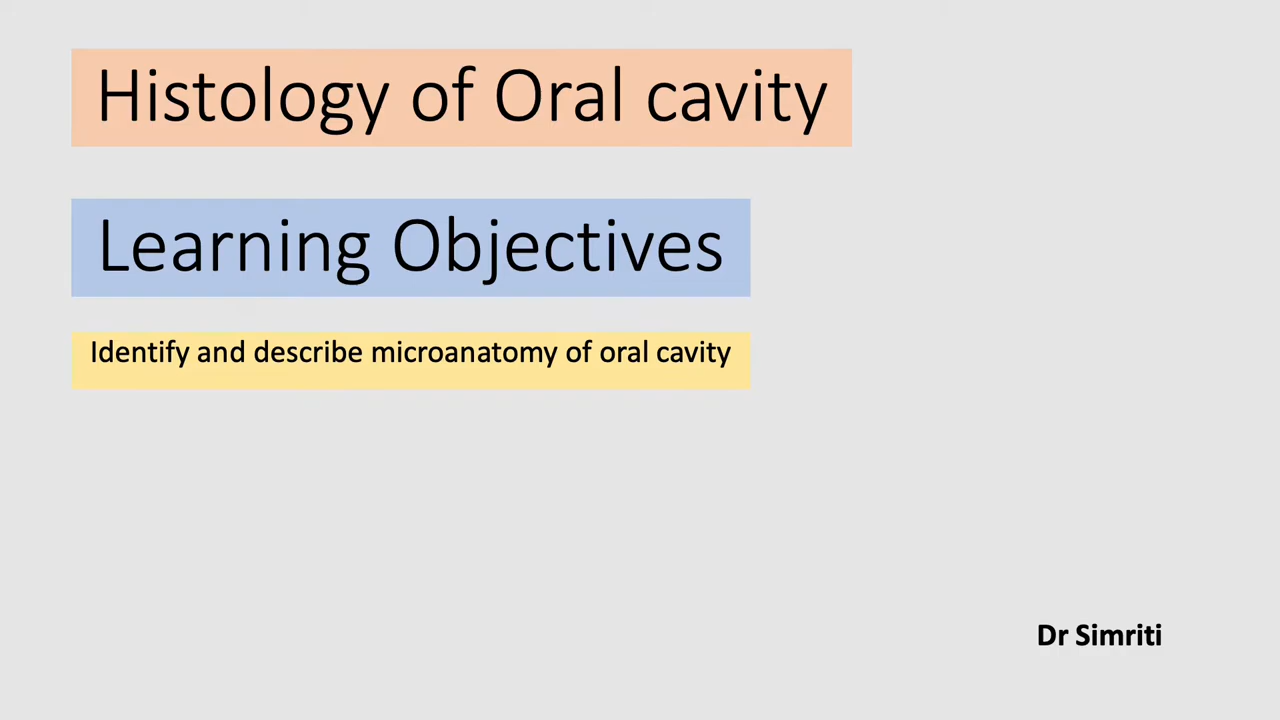 Histology of Oral cavity
Learning Objectives
Identify and describe microanatomy of oral cavity
Dr Simriti